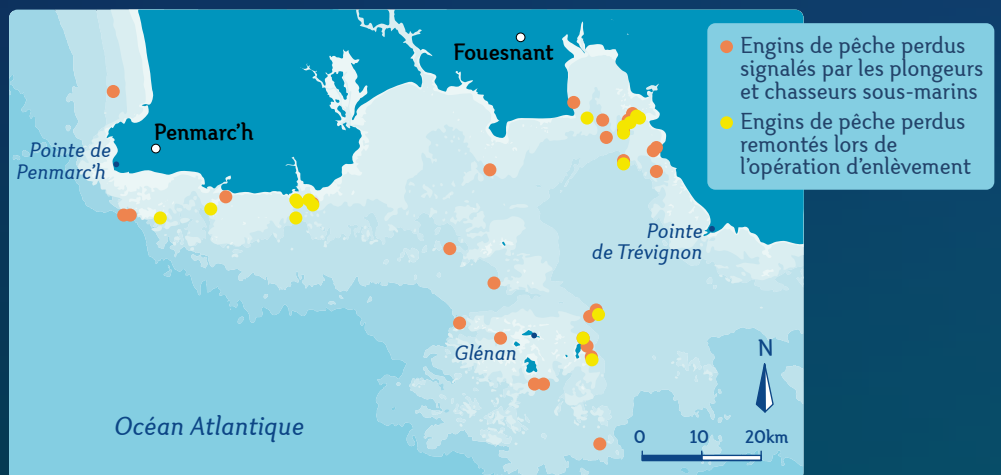 Fouesnant
Penmarc'h
Pointe de
Penmarc'h
Engins de pêche perdus
signalés par les plongeurs
et chasseurs sous-marins
Engins de pêche perdus
remontés lors de
l'opération d'enlèvement
Pointe
de Trévignon
Glénan
Océan Atlantique
N
0 10 20km